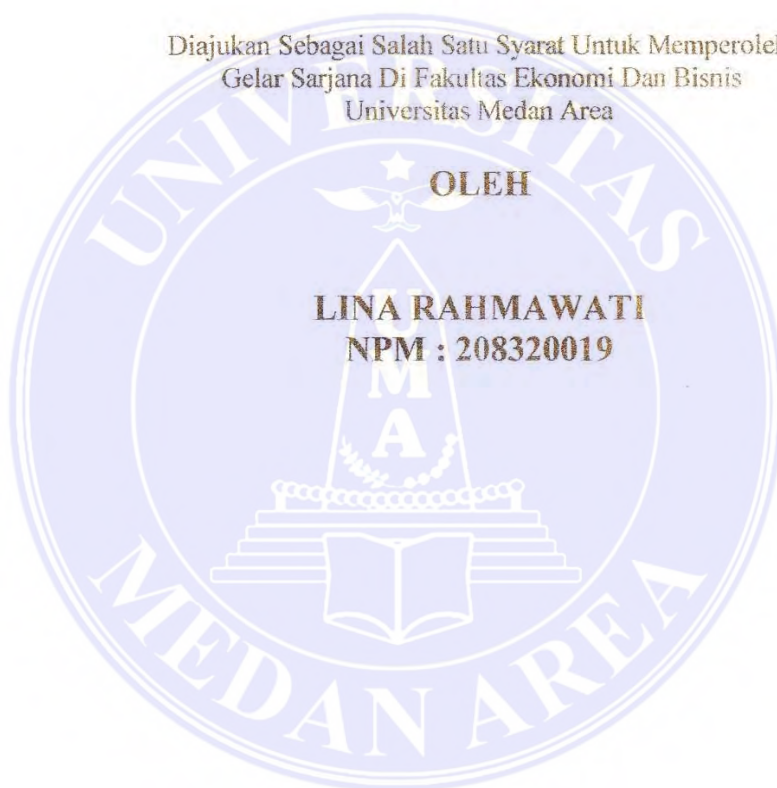 Diajukan Sebagai Salah Satu Syarat Untuk Memperoleh
Gelar Sarjana Di Fakultas Ekonomi Dan Bisnis
Universitas Medan Area
OLEH
LINA RAHMAWATI
NPM : 208320019
UNIVERSITAS
UMA
MEDAN AREA